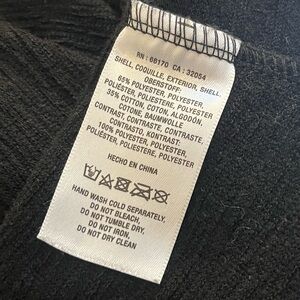 RN : 66170 CA : 32054
SHELL, COQUILLE, EXTERIOR, SHELL,
OBERSTOFF:
65% POLYESTER, POLYESTER,
POLIÉSTER, POLIESTERE, POLYESTER
35% COTTON, COTON, ALGODÓN,
COTONE, BAUMWOLLE
CONTRAST, CONTRASTE, CONTRASTE,
CONTRASTO, KONTRAST:
100% POLYESTER, POLYESTER,
POLIÉSTER, POLIESTERE, POLYESTER
HECHO EN CHINA
HAND WASH COLD SEPARATELY,
DO NOT BLEACH,
DO NOT TUMBLE DRY,
DO NOT IRON,
DO NOT DRY CLEAN